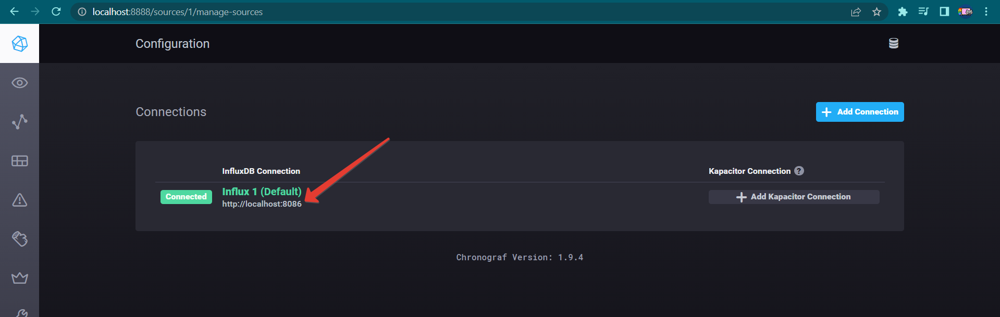 localhost:8888/sources/1/manage-sources
Configuration
Connections
Add Connection
InfluxDB Connection
Kapacitor Connection ?
Connected
Influx 1 (Default)
http://localhost:8086
Add Kapacitor Connection
Chronograf Version: 1.9.4